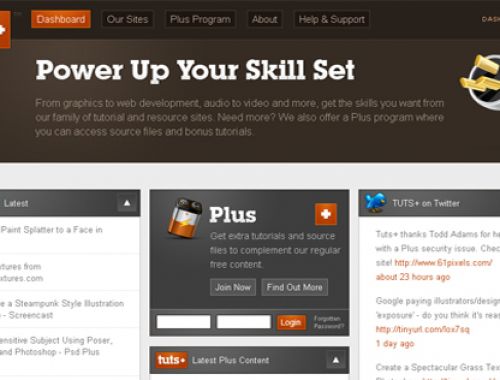 Dashboard Our Sites Plus Program About Help & Support DASH
Power Up Your Skill Set
From graphics to web development, audio to video and more, get the skills you want from
our family of tutorial and resource sites. Need more? We also offer a Plus program where
you can access source files and bonus tutorials.
Latest
Paint Splatter to a Face in
xtures from
xtures.com
e a Steampunk Style Illustration
- Screencast
ensitive Subject Using Poser,
and Photoshop - Psd Plus
Plus
Get extra tutorials and source
files to complement our regular
free content.
Join Now Find Out More
Login Forgotten
Password?
tuts+ Latest Plus Content
TUTS+ on Twitter
Tuts+ thanks Todd Adams for he
with a Plus security issue. Chec
site! http://www.61pixels.com/
about 23 hours ago
Google paying illustrators/design
'exposure' - do you think it's reas
http://tinyurl.com/lox7sq
1 day ago
Create a Spectacular Grass Te